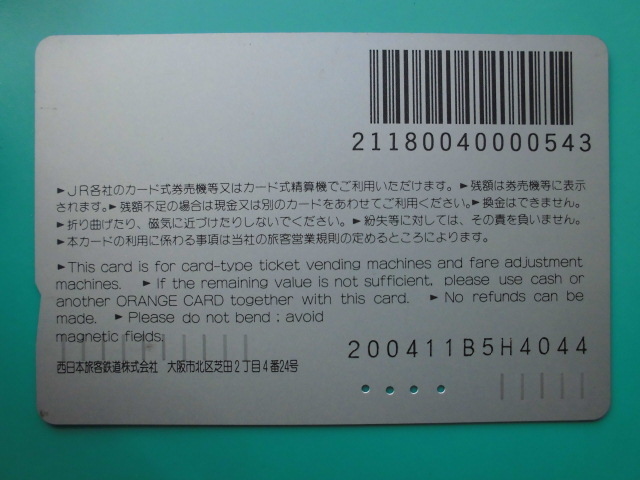 21180040000543
►JR各社のカード式券売機等又はカード式精算機でご利用いただけます。►残額は券売機等に表示
されます。►残額不足の場合は現金又は別のカードをあわせてご利用ください。►換金はできません。
►折り曲げたり、磁気に近づけたりしないでください。►紛失等に対しては、その責を負いません。
►本カードの利用に係わる事項は当社の旅客営業規則の定めるところによります。
►This card is for card-type ticket vending machines and fare adjustment
machines. ►If the remaining value is not sufficient, please use cash or
another ORANGE CARD together with this card. ►No refunds can be
made. ►Please do not bend ; avoid
magnetic fields.
200411B5H4044
西日本旅客鉄道株式会社 大阪市北区芝田2丁目4番24号